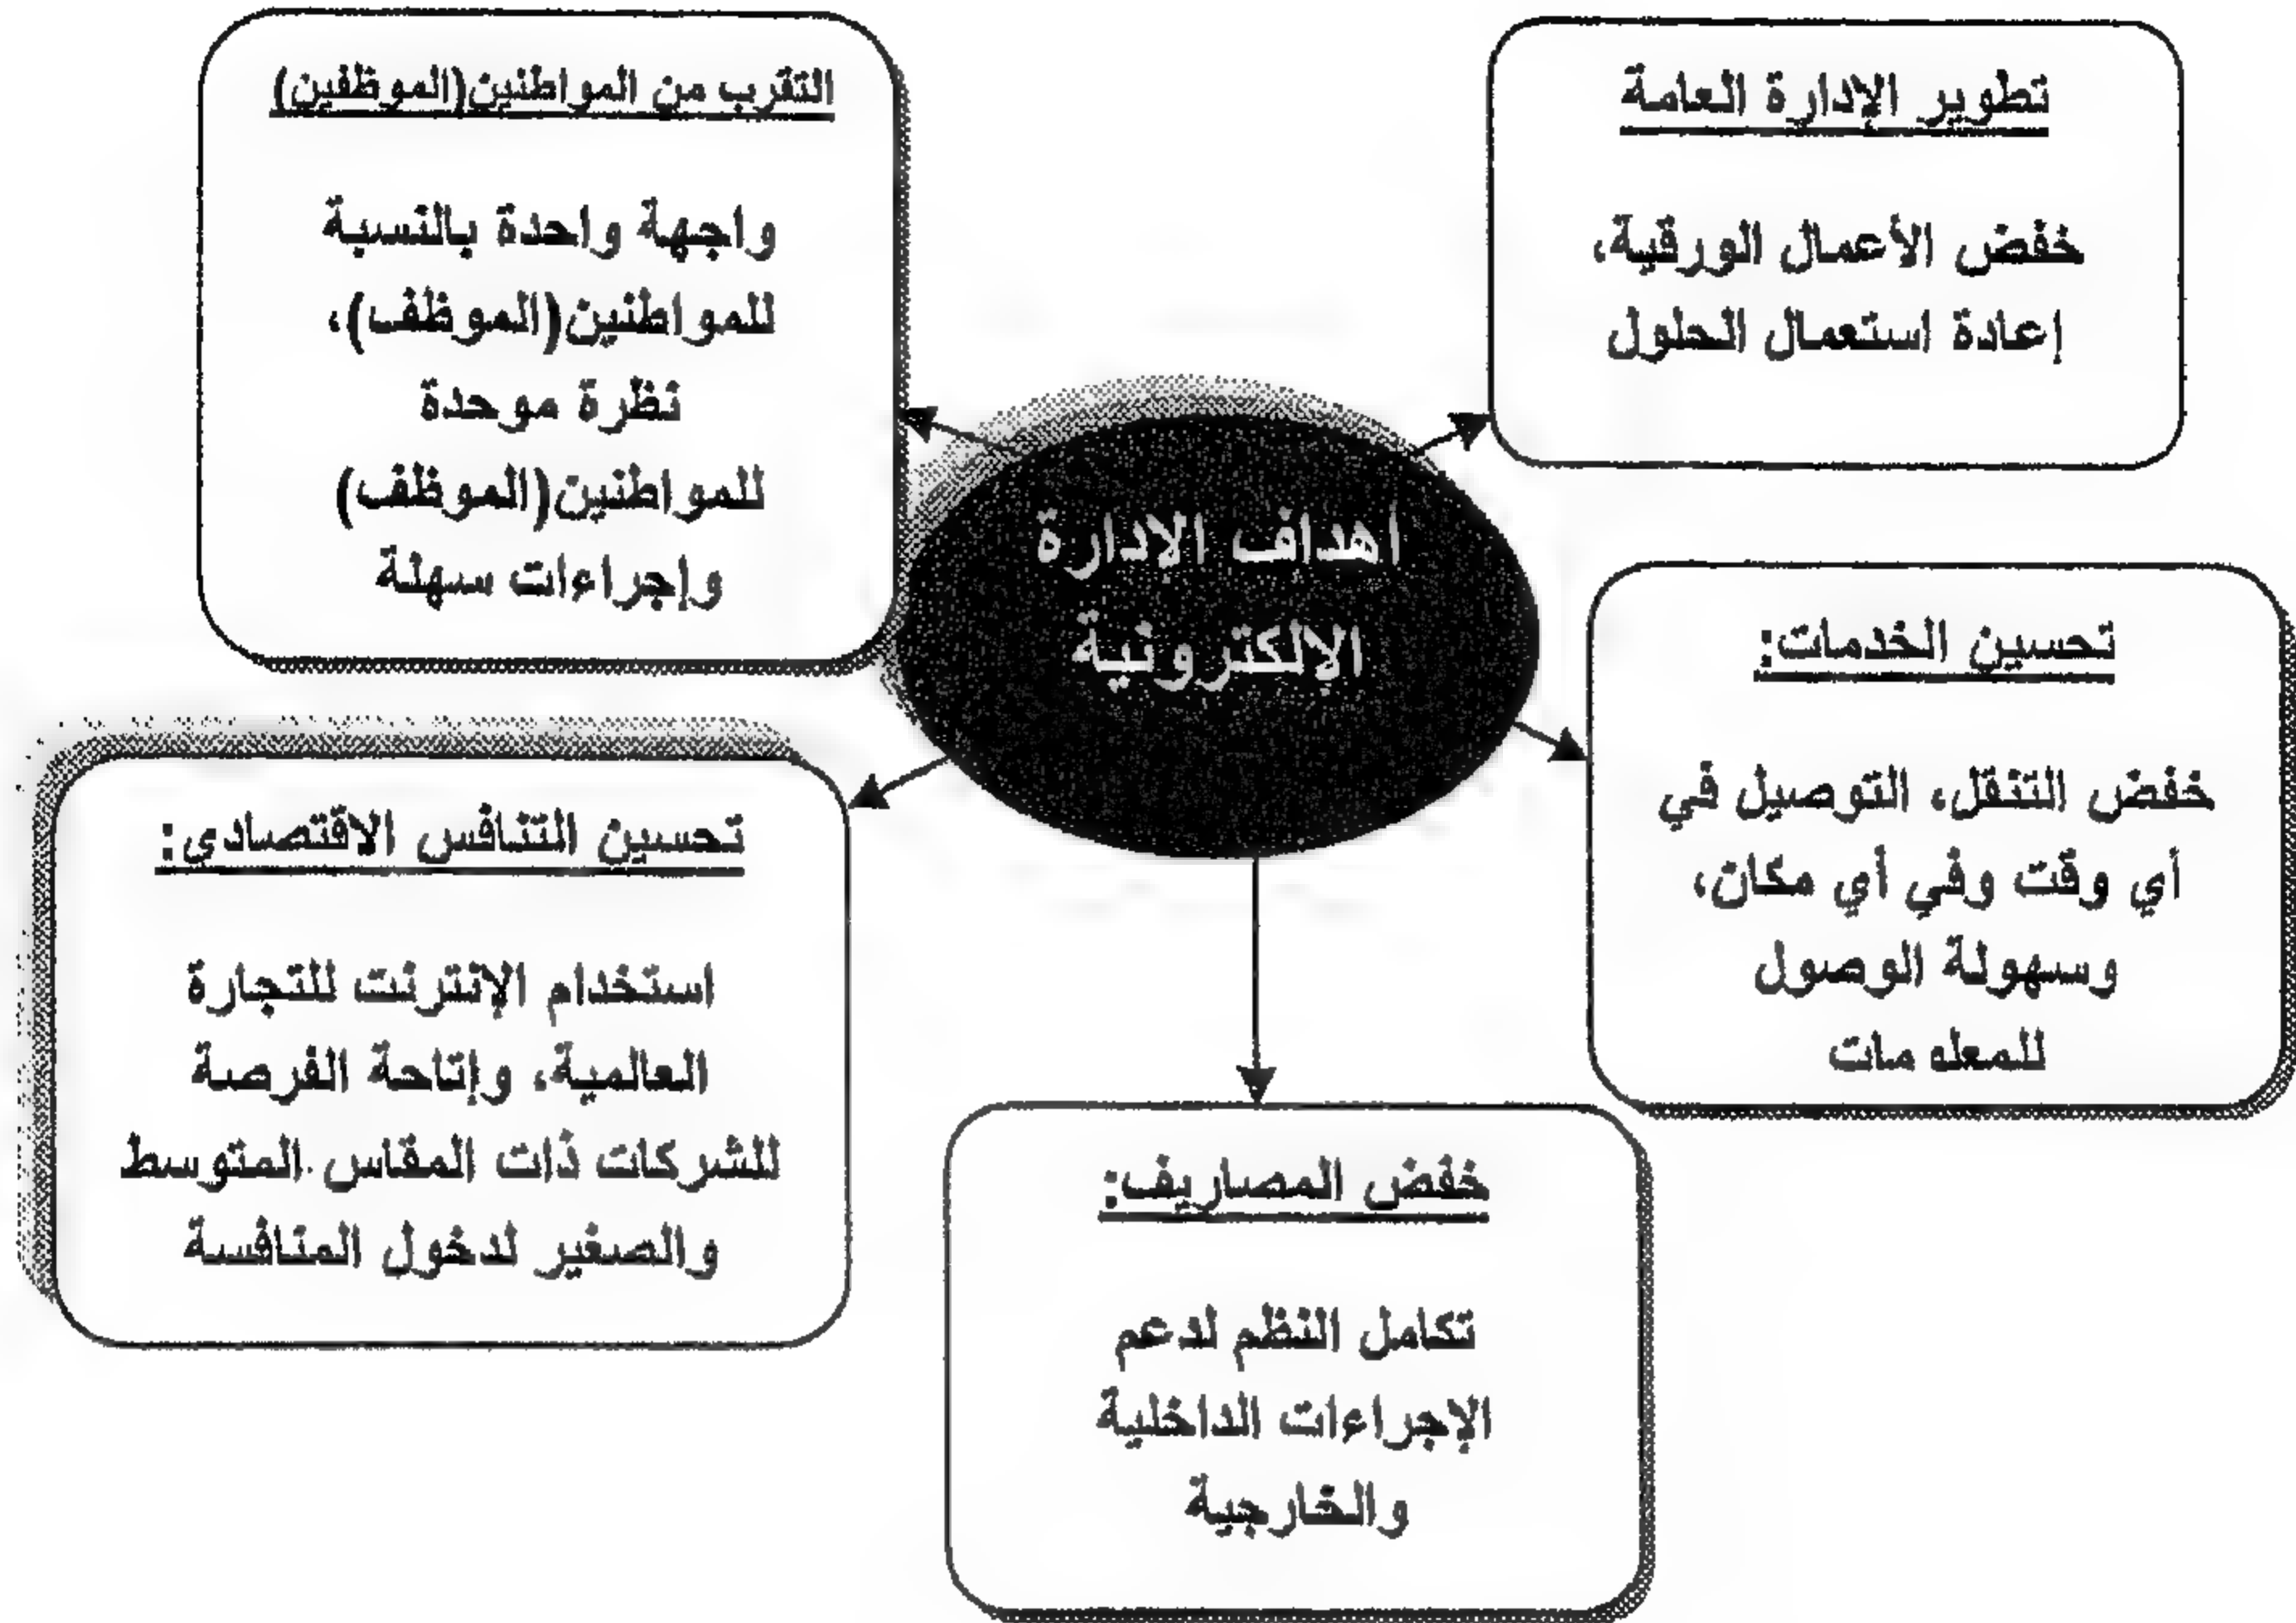 أهداف الإدارة
الإلكترونية
تطوير الإدارة العامة
خفض الأعمال الورقية،
إعادة استعمال الحلول
التقرب من المواطنين(الموظفين)
واجهة واحدة بالنسبة
للمواطنين(الموظف)،
نظرة موحدة
للمواطنين(الموظف)
وإجراءات سهلة
تحسين الخدمات:
خفض التنقل، التوصيل في
أي وقت وفي أي مكان،
وسهولة الوصول
للمعلومات
تحسين التنافس الاقتصادي:
استخدام الإنترنت للتجارة
العالمية، وإتاحة الفرصة
للشركات ذات المقاس المتوسط
والصغير لدخول المنافسة
خفض المصاريف:
تكامل النظم لدعم
الإجراءات الداخلية
والخارجية